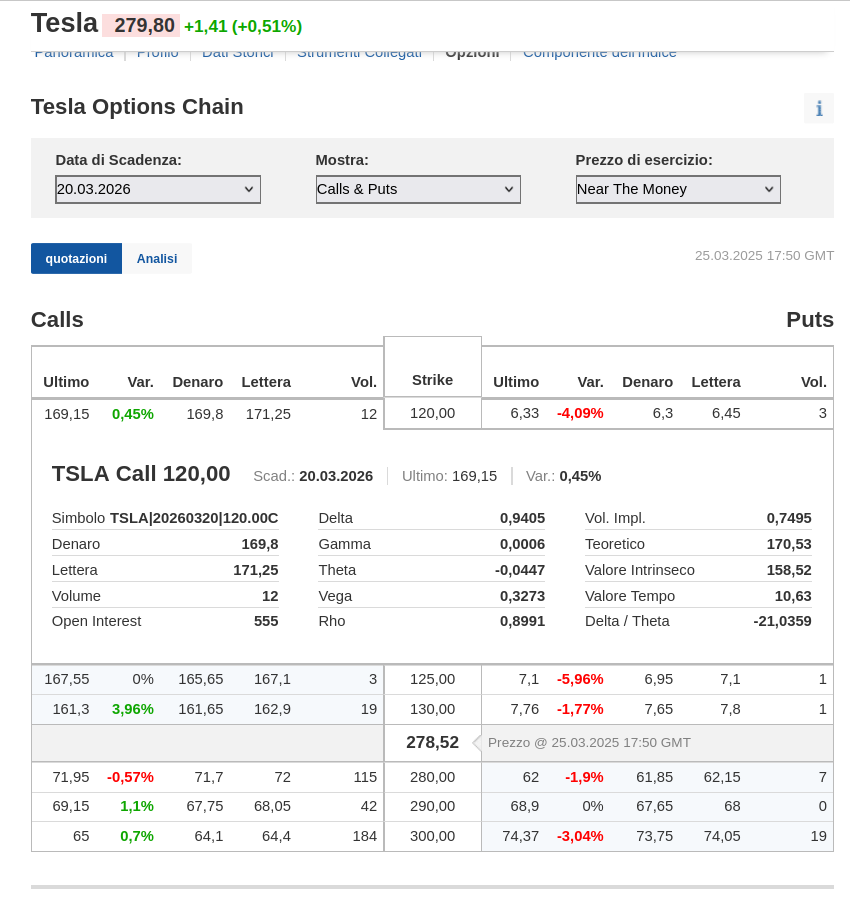 Tesla 279,80 +1,41 (+0,51%)
Panoramica Profilo Dati Storici Strumenti Collegati Opzioni Componente dell'Indice
Tesla Options Chain i
Data di Scadenza: Mostra: Prezzo di esercizio:
20.03.2026 Calls & Puts Near The Money
quotazioni Analisi 25.03.2025 17:50 GMT
Calls Puts
Ultimo Var. Denaro Lettera Vol. Strike Ultimo Var. Denaro Lettera Vol.
169,15 0,45% 169,8 171,25 12 120,00 6,33 -4,09% 6,3 6,45 3
TSLA Call 120,00 Scad.: 20.03.2026 Ultimo: 169,15 Var.: 0,45%
Simbolo TSLA|20260320|120.00C Delta 0,9405 Vol. Impl. 0,7495
Denaro 169,8 Gamma 0,0006 Teoretico 170,53
Lettera 171,25 Theta -0,0447 Valore Intrinseco 158,52
Volume 12 Vega 0,3273 Valore Tempo 10,63
Open Interest 555 Rho 0,8991 Delta / Theta -21,0359
167,55 0% 165,65 167,1 3 125,00 7,1 -5,96% 6,95 7,1 1
161,3 3,96% 161,65 162,9 19 130,00 7,76 -1,77% 7,65 7,8 1
278,52 Prezzo @ 25.03.2025 17:50 GMT
71,95 -0,57% 71,7 72 115 280,00 62 -1,9% 61,85 62,15 7
69,15 1,1% 67,75 68,05 42 290,00 68,9 0% 67,65 68 0
65 0,7% 64,1 64,4 184 300,00 74,37 -3,04% 73,75 74,05 19